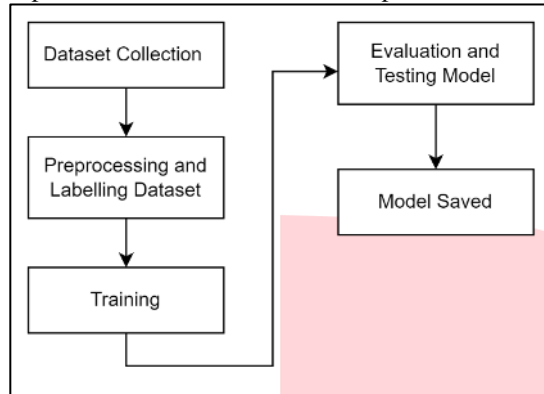 Dataset Collection
Preprocessing and
Labelling Dataset
Training
Evaluation and
Testing Model
Model Saved